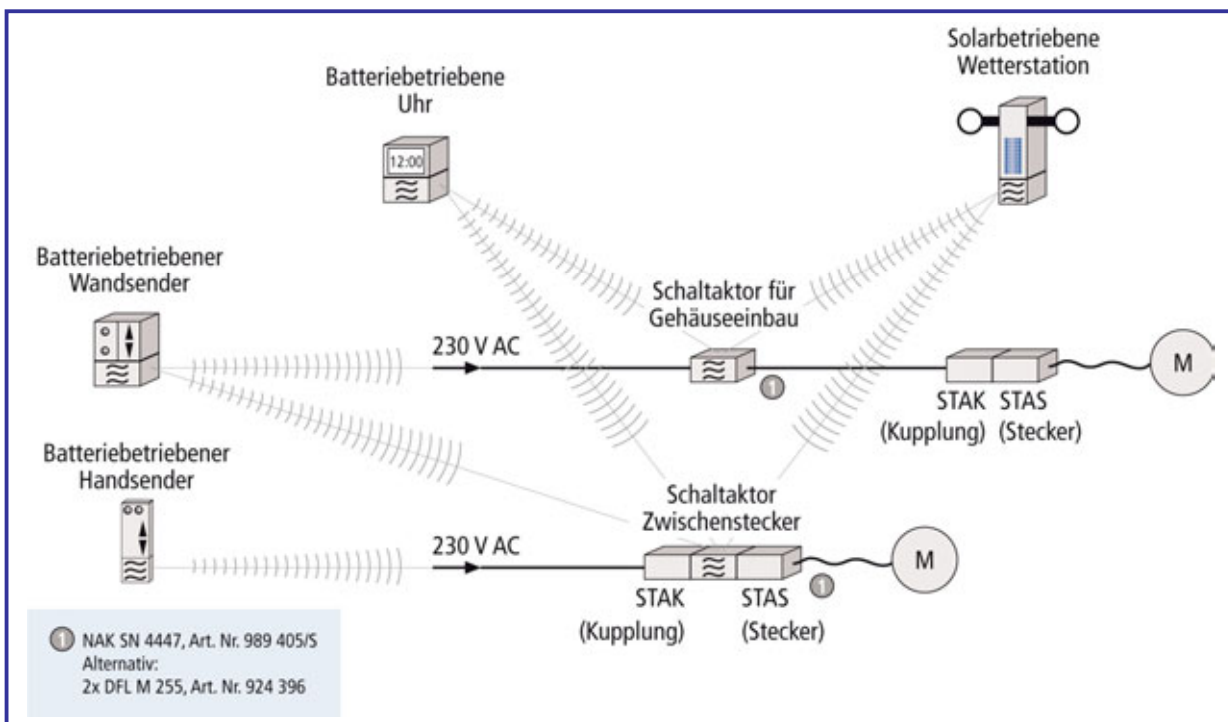 Solarbetriebene
Wetterstation
Batteriebetriebene
Uhr
12:00
Batteriebetriebener
Wandsender
Schaltaktor für
Gehäuseeinbau
230 V AC
1
M
STAK
STAS
(Kupplung)
(Stecker)
Batteriebetriebener
Handsender
Schaltaktor
Zwischenstecker
230 V AC
M
1
STAK
STAS
(Kupplung)
(Stecker)
1 NAK SN 4447, Art. Nr. 989 405/S
Alternativ:
2x DFL M 255, Art. Nr. 924 396